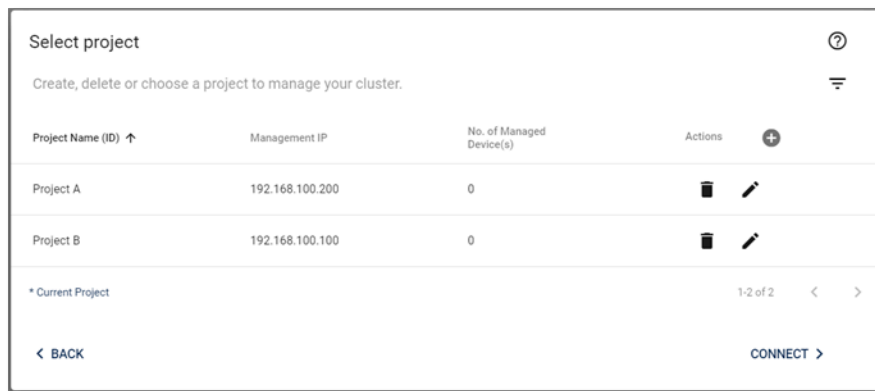 Select project
Create, delete or choose a project to manage your cluster.
Project Name (ID) Management IP No. of Managed Device(s) Actions
Project A 192.168.100.200 0
Project B 192.168.100.100 0
* Current Project 1-2 of 2
BACK CONNECT